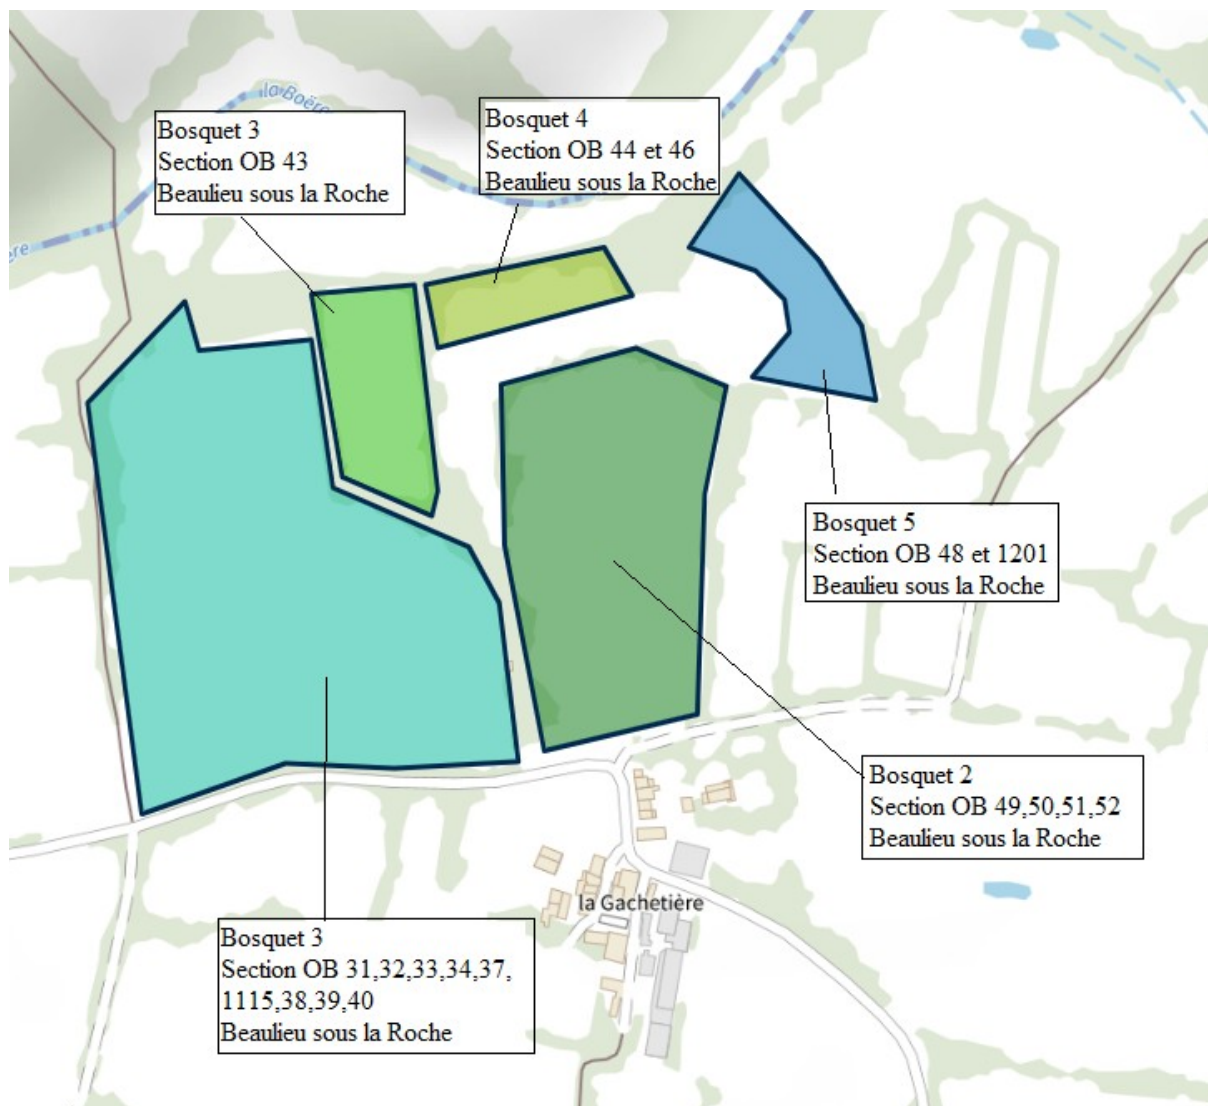 la Boëre
Bosquet 3
Section OB 43
Beaulieu sous la Roche
Bosquet 4
Section OB 44 et 46
Beaulieu sous la Roche
ere
Bosquet 5
Section OB 48 et 1201
Beaulieu sous la Roche
Bosquet 2
Section OB 49,50,51,52
Beaulieu sous la Roche
la Gachetière
Bosquet 3
Section OB 31,32,33,34,37,
1115,38,39,40
Beaulieu sous la Roche